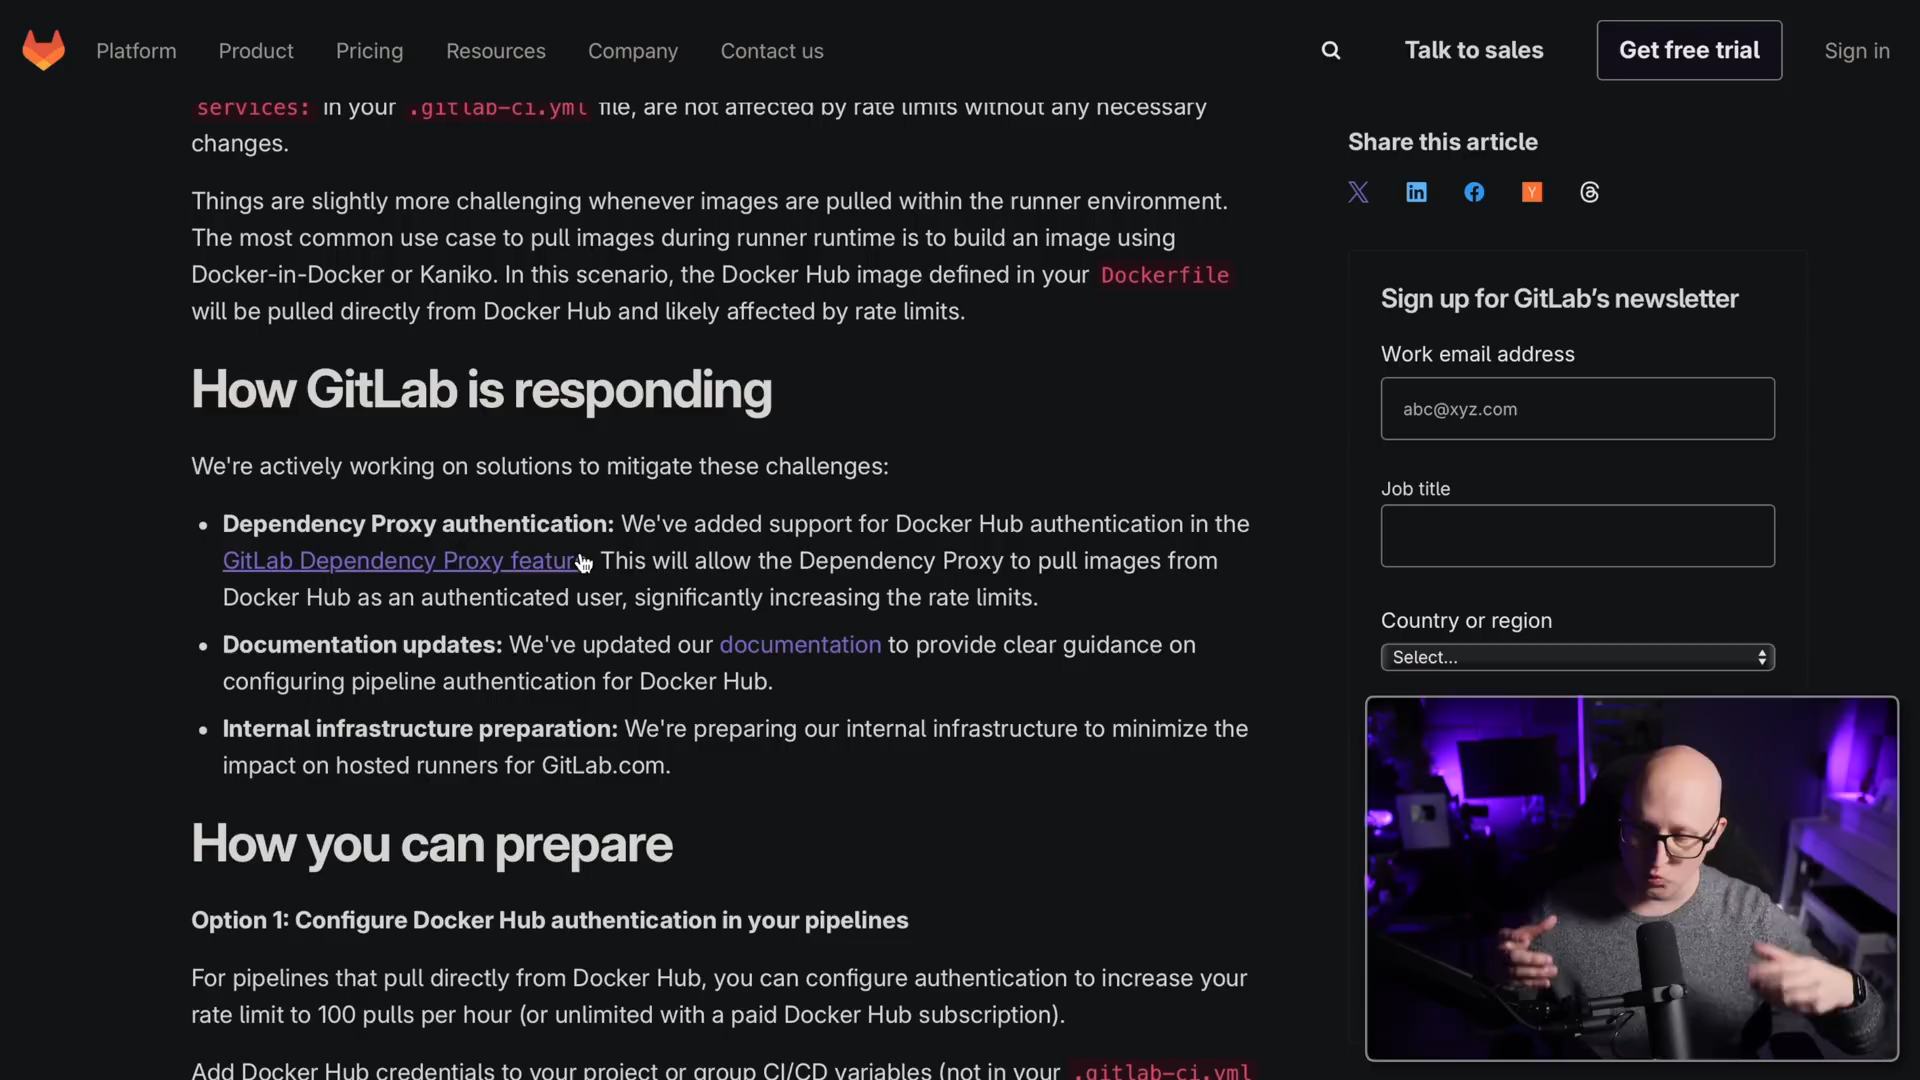 Platform
Product
Pricing
Resources
Company
Contact us
Talk to sales
Get free trial
Sign in
services: in your .gitlab-ci.yml file, are not affected by rate limits without any necessary
changes.
Things are slightly more challenging whenever images are pulled within the runner environment.
The most common use case to pull images during runner runtime is to build an image using
Docker-in-Docker or Kaniko. In this scenario, the Docker Hub image defined in your Dockerfile
will be pulled directly from Docker Hub and likely affected by rate limits.
How GitLab is responding
We're actively working on solutions to mitigate these challenges:
• Dependency Proxy authentication: We've added support for Docker Hub authentication in the
GitLab Dependency Proxy featur This will allow the Dependency Proxy to pull images from
Docker Hub as an authenticated user, significantly increasing the rate limits.
• Documentation updates: We've updated our documentation to provide clear guidance on
configuring pipeline authentication for Docker Hub.
• Internal infrastructure preparation: We're preparing our internal infrastructure to minimize the
impact on hosted runners for GitLab.com.
How you can prepare
Option 1: Configure Docker Hub authentication in your pipelines
For pipelines that pull directly from Docker Hub, you can configure authentication to increase your
rate limit to 100 pulls per hour (or unlimited with a paid Docker Hub subscription).
Add Docker Hub credentials to your project or group CI/CD variables (not in your .gitlab-ci.yml
Share this article
Sign up for GitLab's newsletter
Work email address
abc@xyz.com
Job title
Country or region
Select...